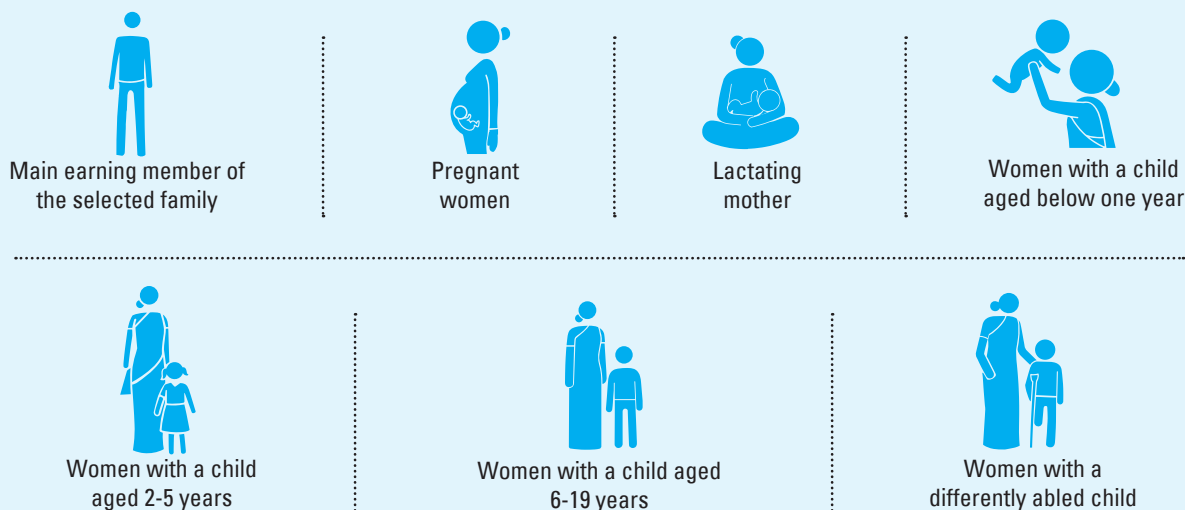 Main earning member of
the selected family
Pregnant
women
Lactating
mother
Women with a child
aged below one year
Women with a child
aged 2-5 years
Women with a child aged
6-19 years
Women with a
differently abled child